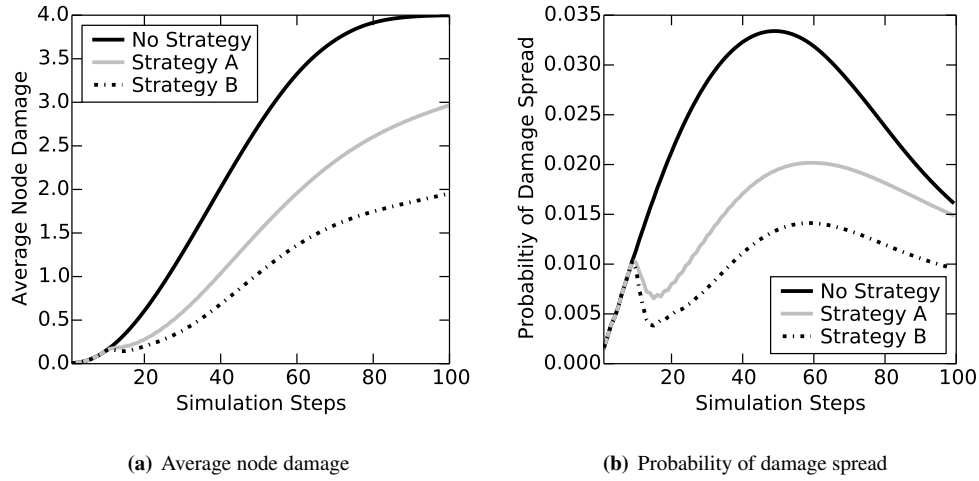 4.0
3.5
3.0
2.5
2.0
1.5
1.0
0.5
0.0
Average Node Damage
No Strategy
Strategy A
Strategy B
20 40 60 80 100
Simulation Steps
(a) Average node damage
0.035
0.030
0.025
0.020
0.015
0.010
0.005
0.000
Probabiltiy of Damage Spread
No Strategy
Strategy A
Strategy B
20 40 60 80 100
Simulation Steps
(b) Probability of damage spread